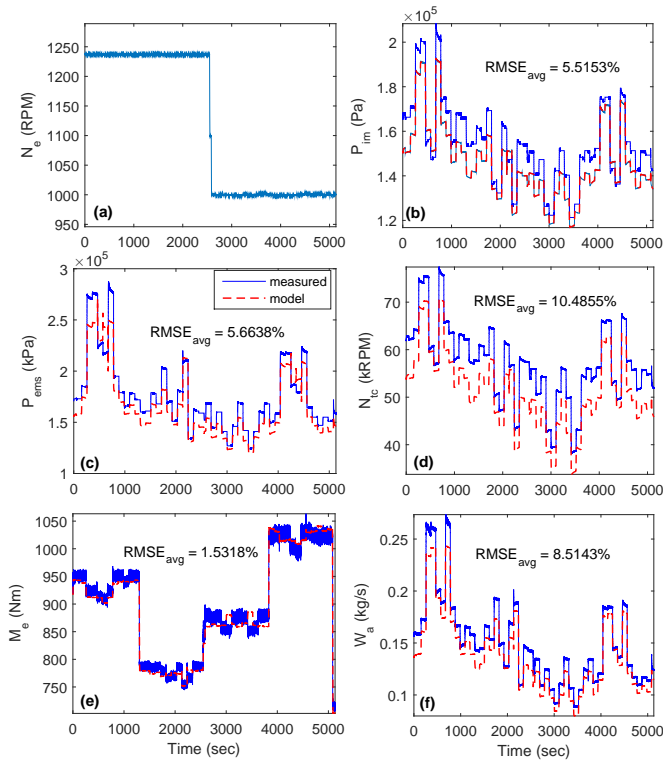 1250
1200
1150
1100
1050
1000
950
N_e (RPM)
(a)
0 1000 2000 3000 4000 5000
× 10^5
2
1.8
1.6
1.4
1.2
P_im (Pa)
RMSE_avg = 5.5153%
(b)
0 1000 2000 3000 4000 5000
× 10^5
3
2.5
2
1.5
1
P_ems (kPa)
measured
model
RMSE_avg = 5.6638%
(c)
0 1000 2000 3000 4000 5000
70
60
50
40
N_tc (kRPM)
RMSE_avg = 10.4855%
(d)
0 1000 2000 3000 4000 5000
1050
1000
950
900
850
800
750
M_e (Nm)
RMSE_avg = 1.5318%
(e)
0 1000 2000 3000 4000 5000
Time (sec)
0.25
0.2
0.15
0.1
W_a (kg/s)
RMSE_avg = 8.5143%
(f)
0 1000 2000 3000 4000 5000
Time (sec)